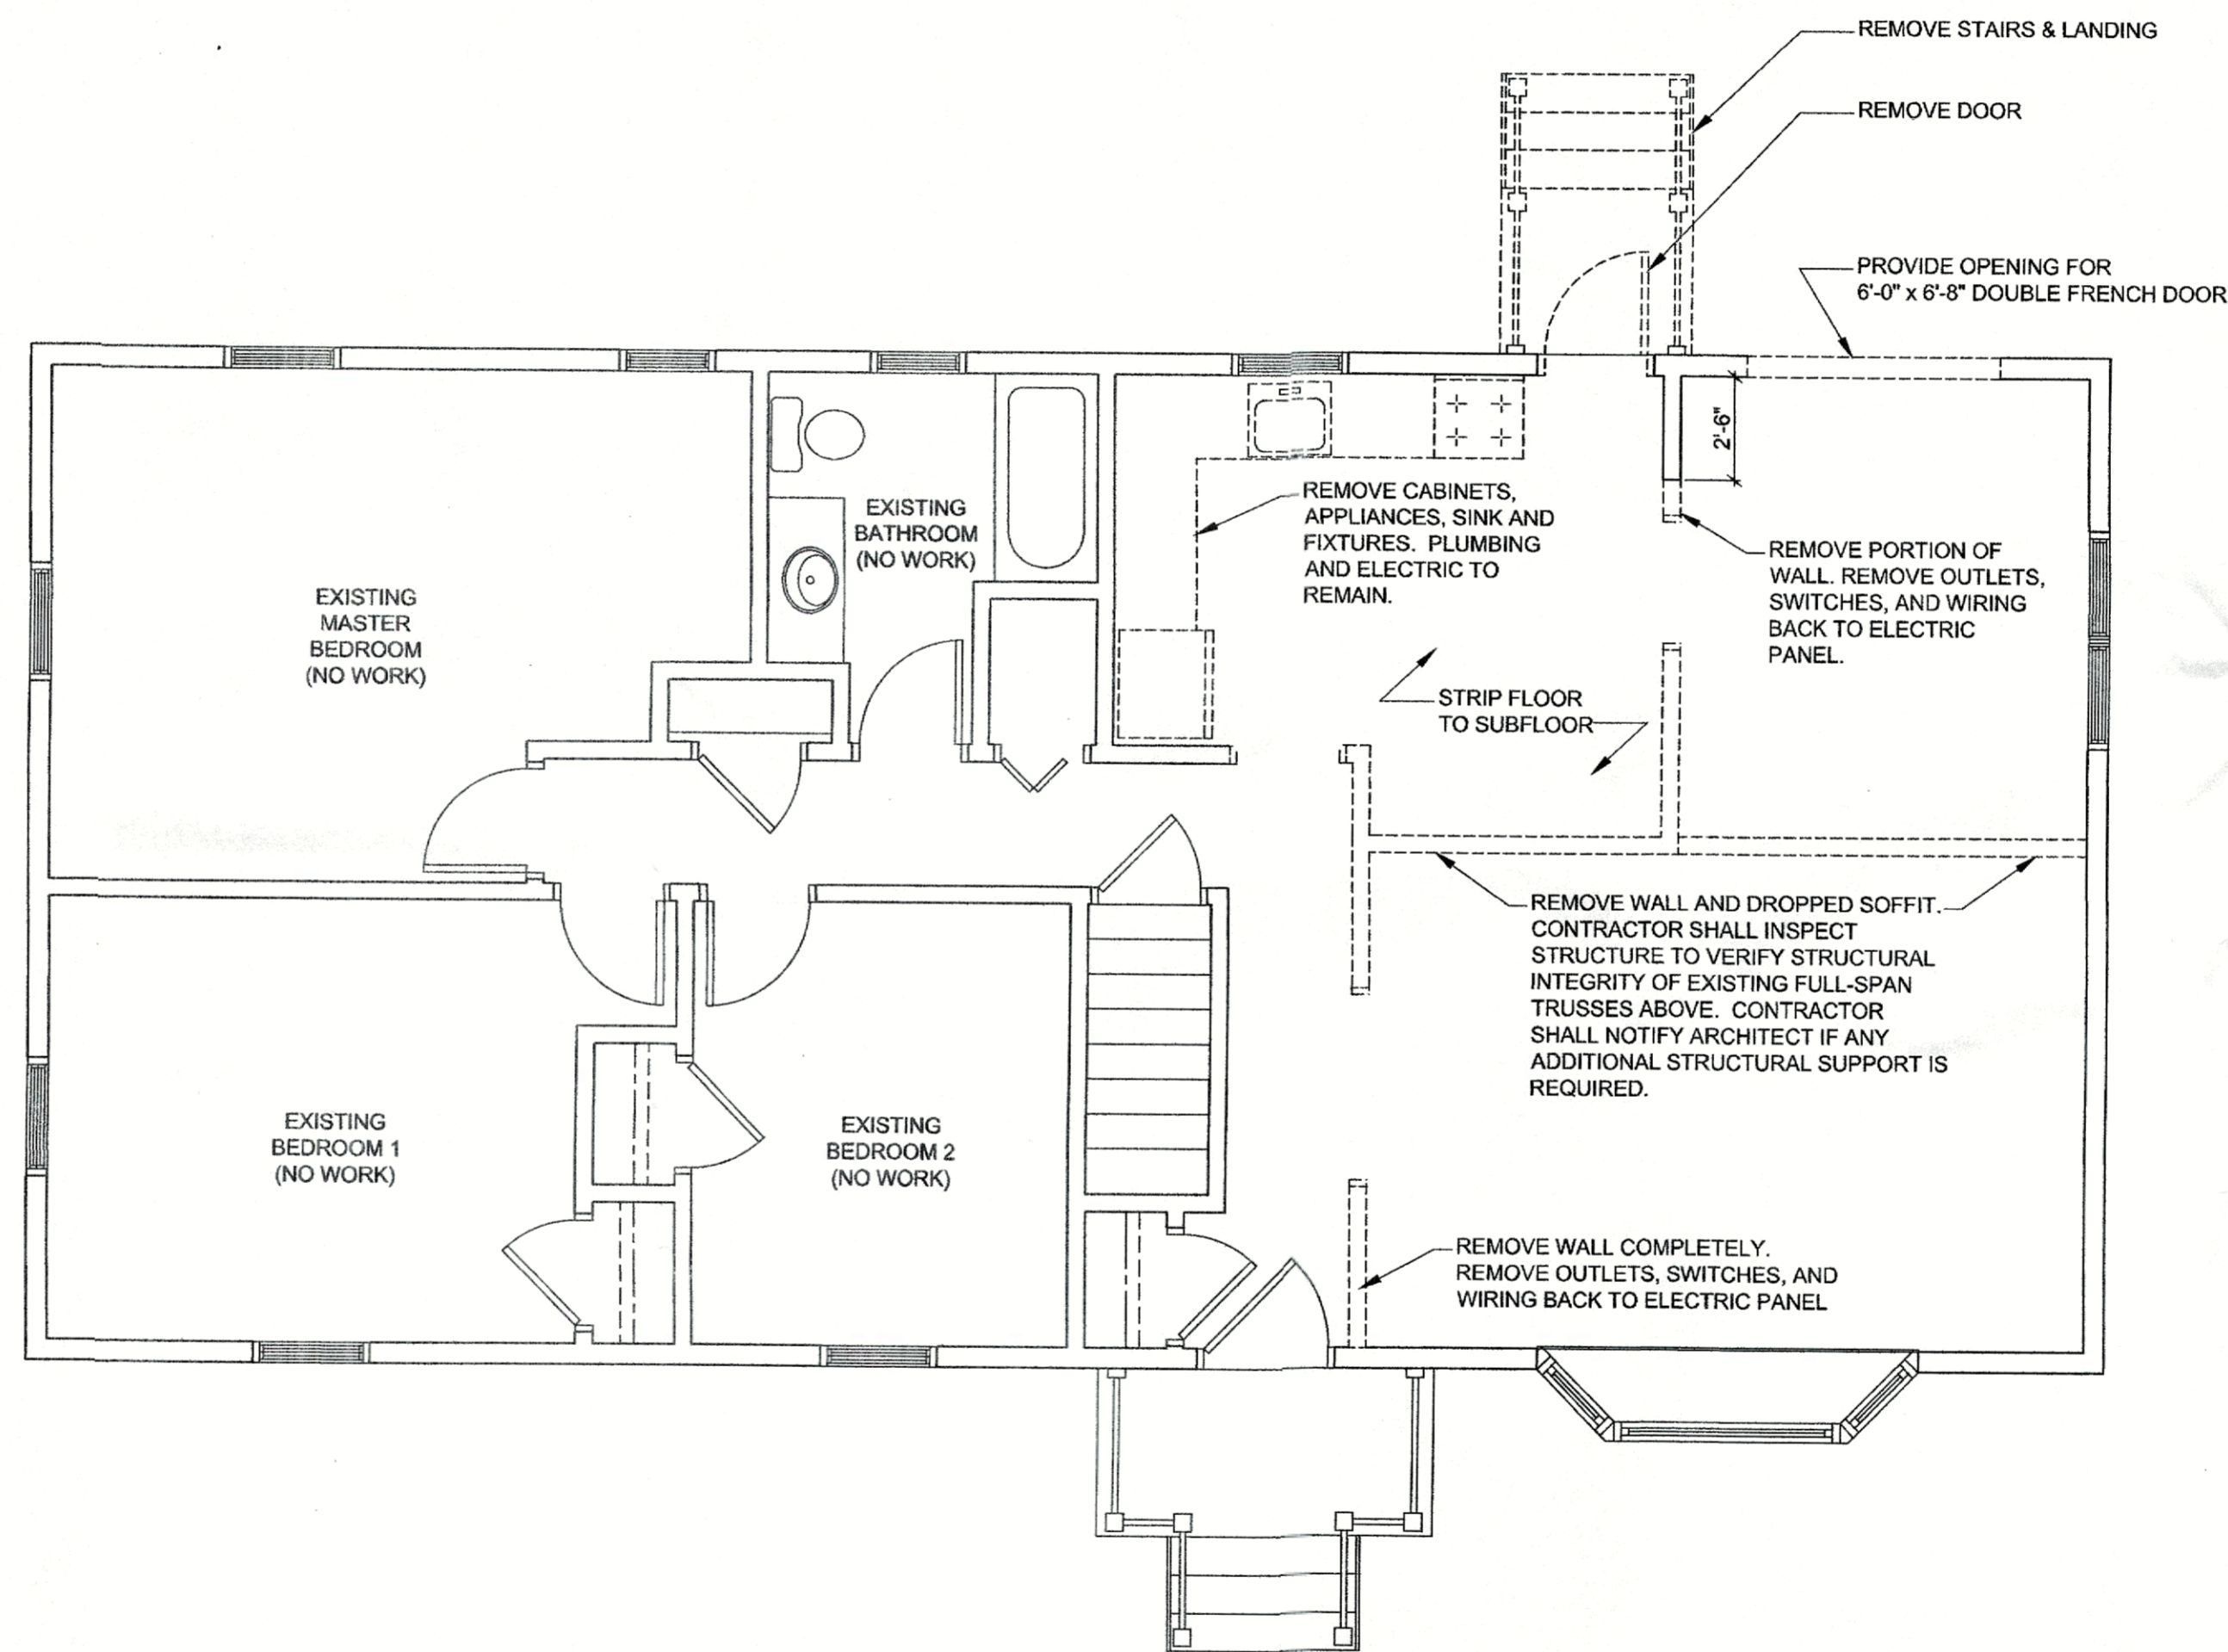 REMOVE STAIRS & LANDING
REMOVE DOOR
PROVIDE OPENING FOR
6'-0" x 6'-8" DOUBLE FRENCH DOOR
2'-6"
REMOVE CABINETS,
APPLIANCES, SINK AND
FIXTURES. PLUMBING
AND ELECTRIC TO
REMAIN.
EXISTING
BATHROOM
(NO WORK)
REMOVE PORTION OF
WALL. REMOVE OUTLETS,
SWITCHES, AND WIRING
BACK TO ELECTRIC
PANEL.
EXISTING
MASTER
BEDROOM
(NO WORK)
STRIP FLOOR
TO SUBFLOOR
REMOVE WALL AND DROPPED SOFFIT.
CONTRACTOR SHALL INSPECT
STRUCTURE TO VERIFY STRUCTURAL
INTEGRITY OF EXISTING FULL-SPAN
TRUSSES ABOVE. CONTRACTOR
SHALL NOTIFY ARCHITECT IF ANY
ADDITIONAL STRUCTURAL SUPPORT IS
REQUIRED.
EXISTING
BEDROOM 1
(NO WORK)
EXISTING
BEDROOM 2
(NO WORK)
REMOVE WALL COMPLETELY.
REMOVE OUTLETS, SWITCHES, AND
WIRING BACK TO ELECTRIC PANEL